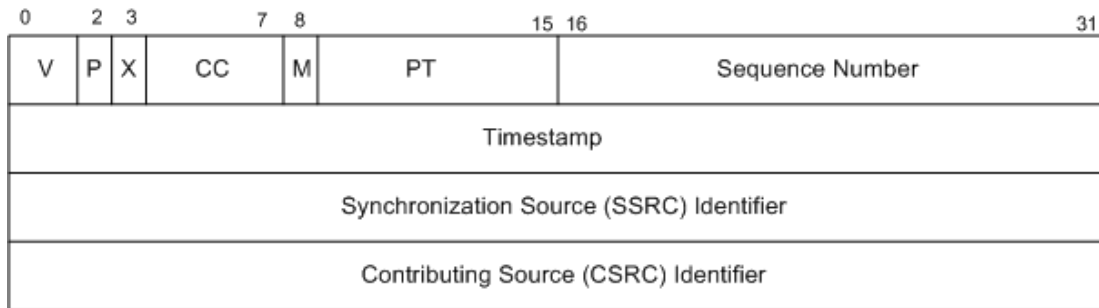 0 2 3 7 8 15 16 31
V P X CC M PT Sequence Number
Timestamp
Synchronization Source (SSRC) Identifier
Contributing Source (CSRC) Identifier